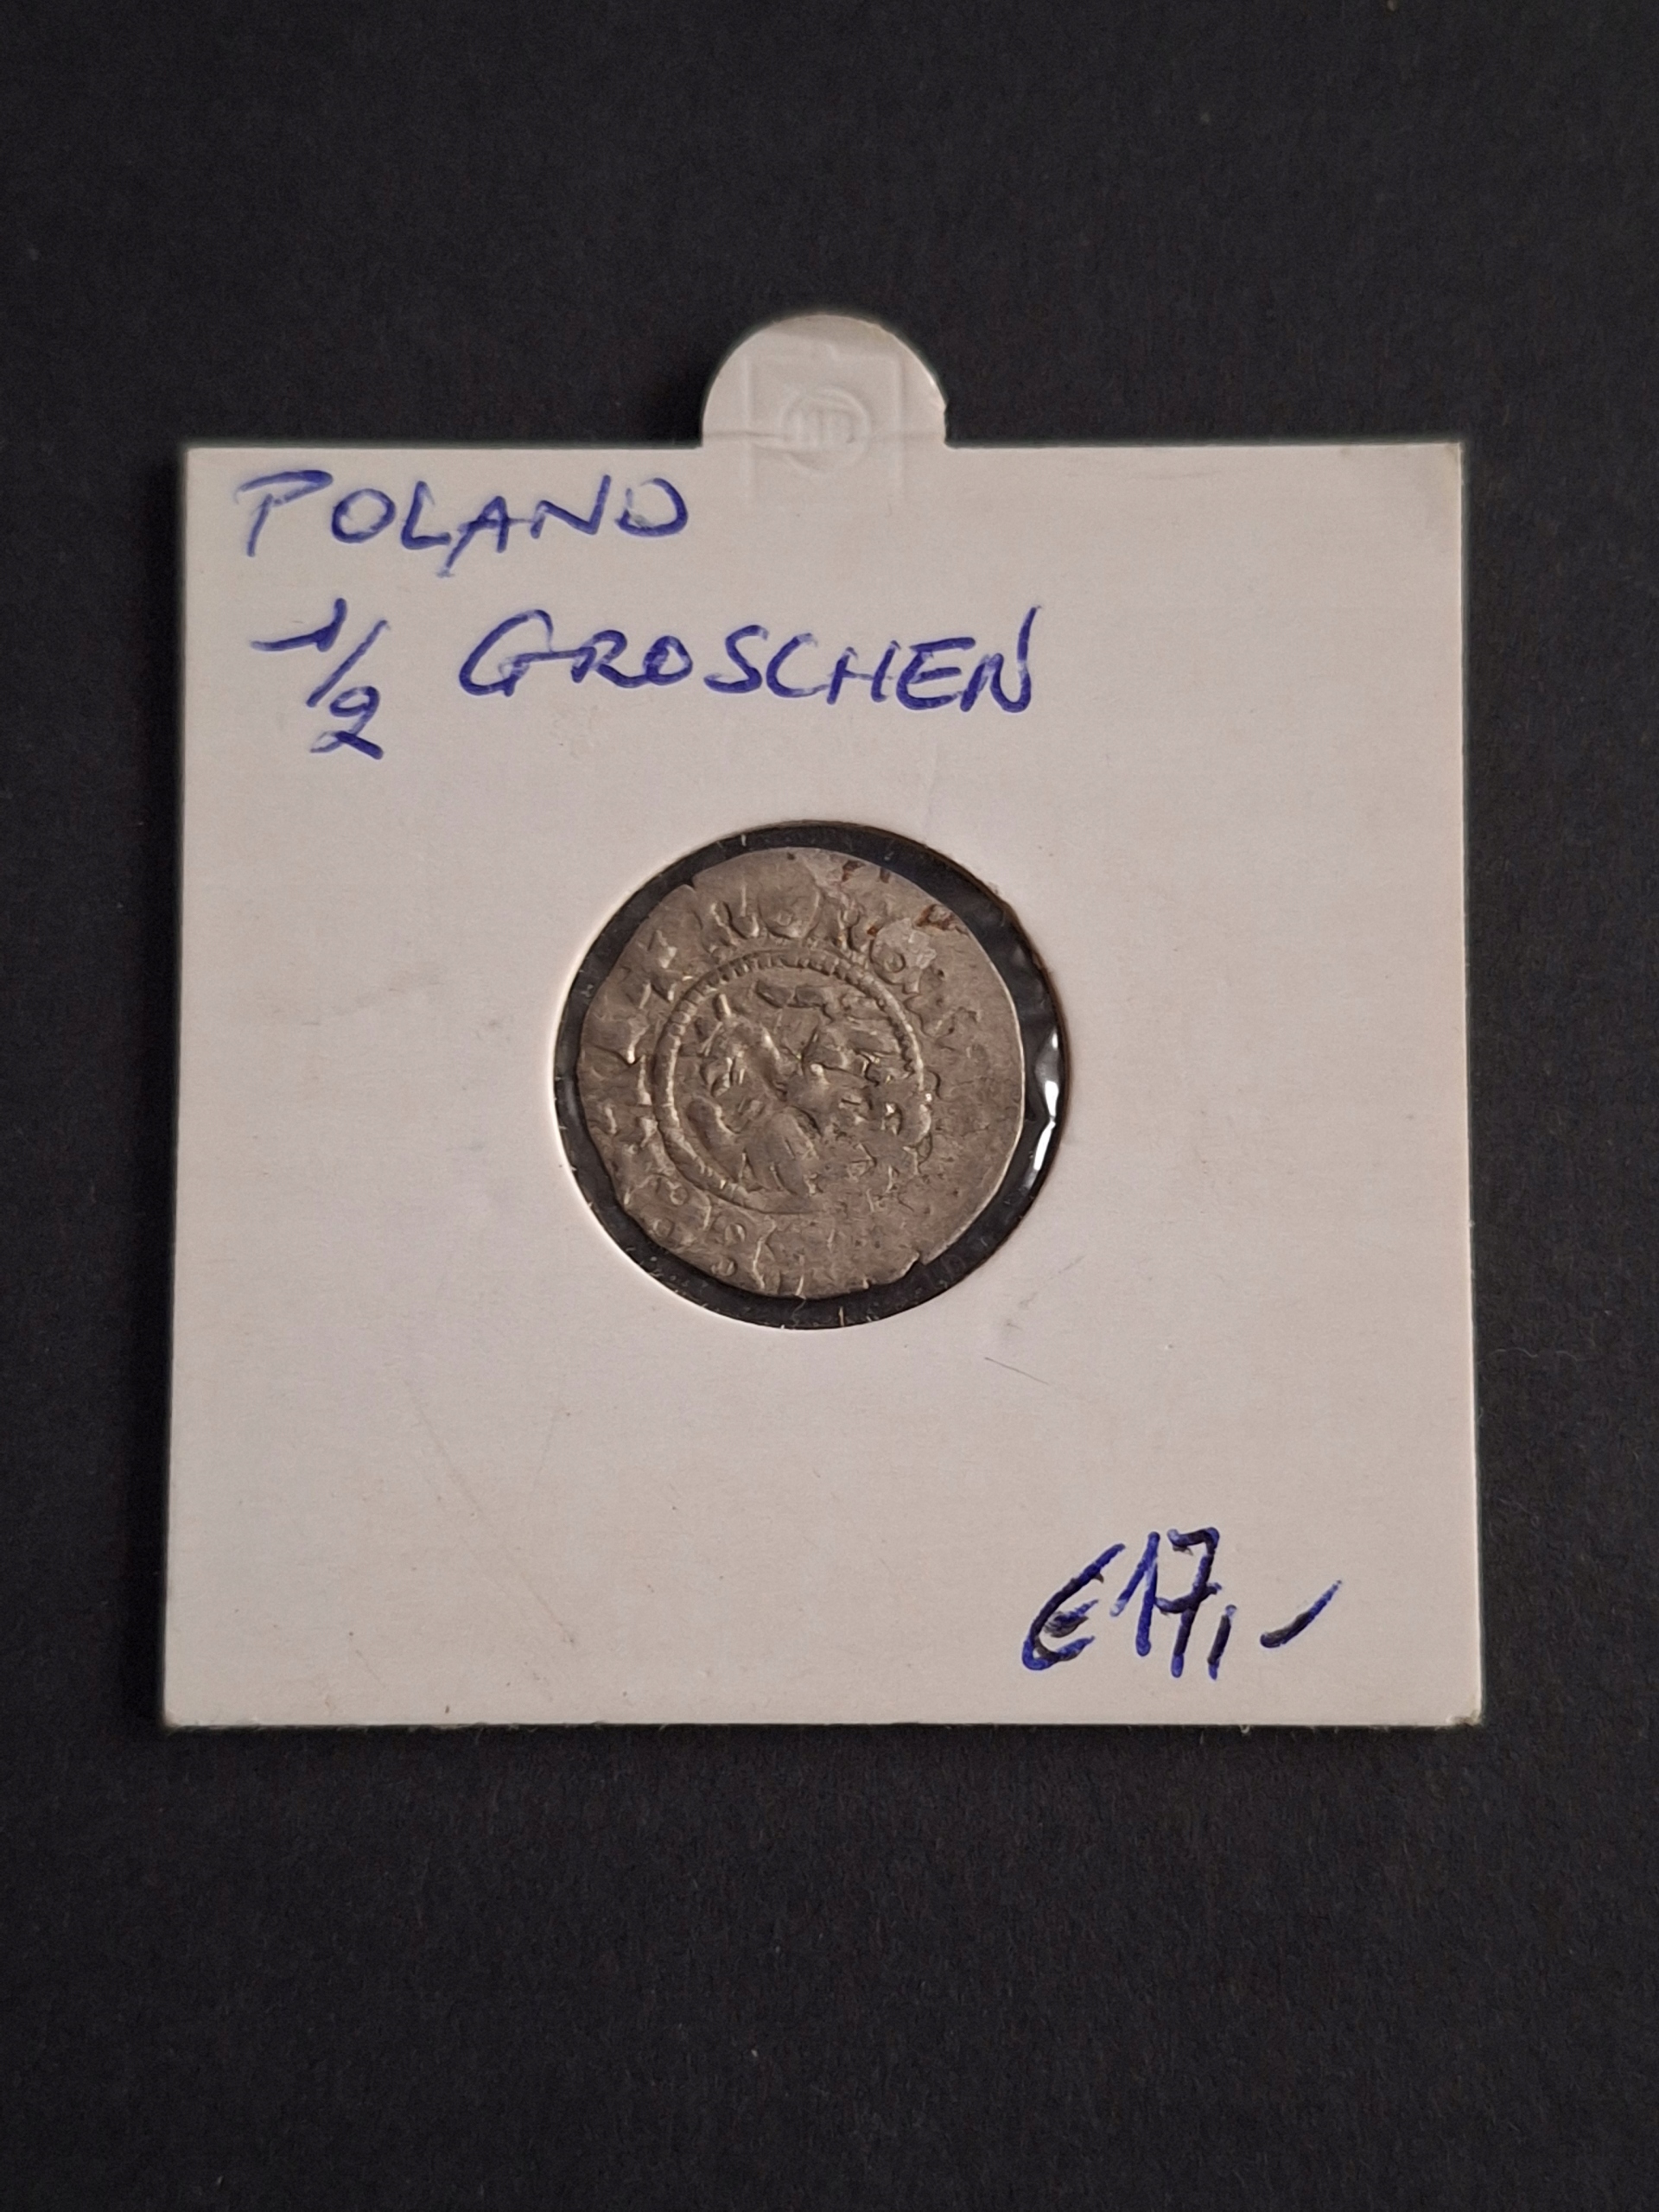 POLAND
1/2 GROSCHEN
€17,-